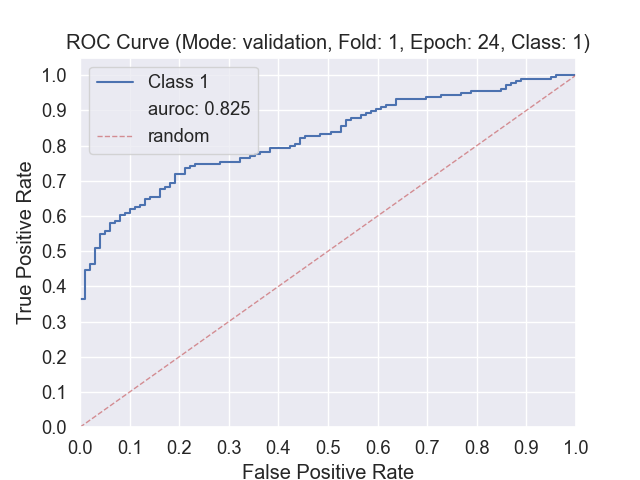 ROC Curve (Mode: validation, Fold: 1, Epoch: 24, Class: 1)
1.0
0.9
0.8
0.7
0.6
0.5
0.4
0.3
0.2
0.1
0.0
True Positive Rate
Class 1
auroc: 0.825
random
0.0 0.1 0.2 0.3 0.4 0.5 0.6 0.7 0.8 0.9 1.0
False Positive Rate